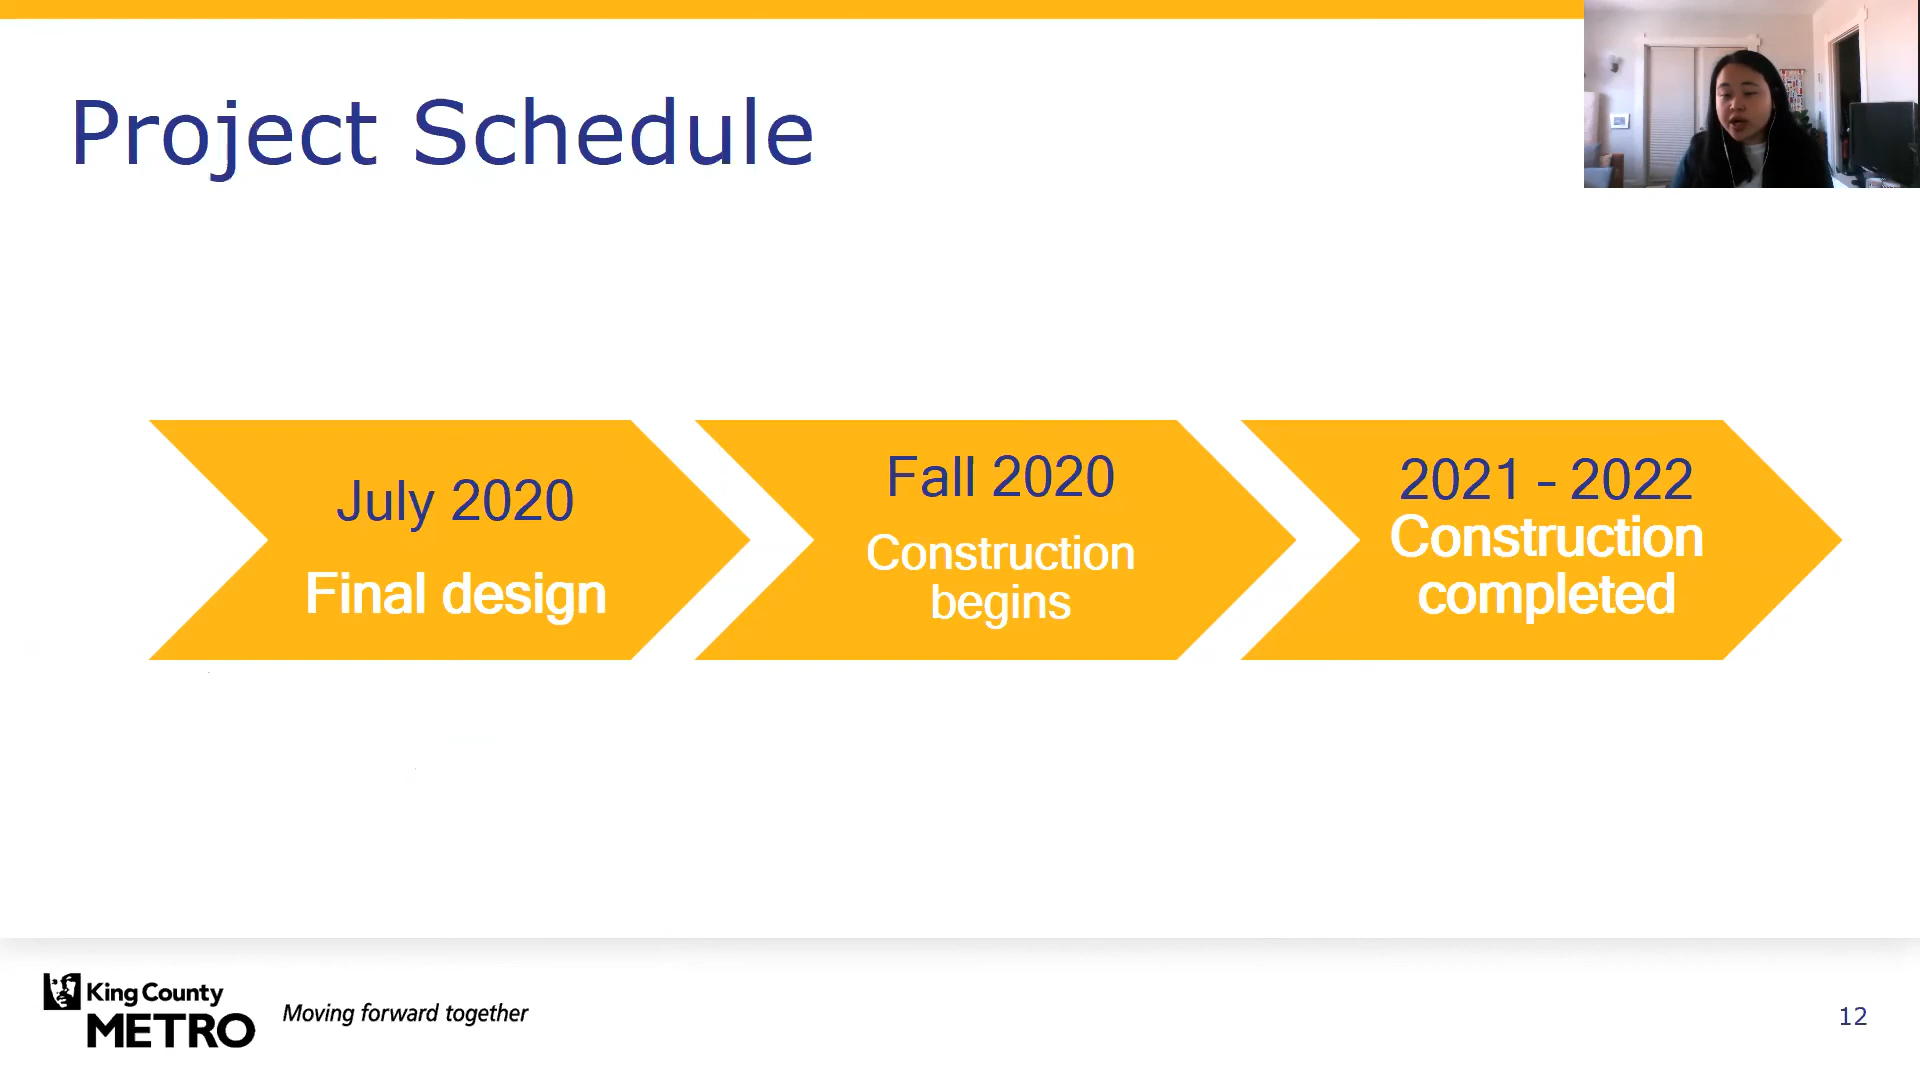 Project Schedule
July 2020
Final design
Fall 2020
Construction
begins
2021 – 2022
Construction
completed
King County
METRO
Moving forward together
12